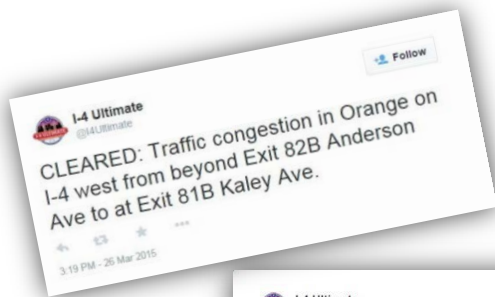 Follow
I-4 Ultimate
@I4Ultimate
CLEARED: Traffic congestion in Orange on
I-4 west from beyond Exit 82B Anderson
Ave to at Exit 81B Kaley Ave.
3:19 PM - 26 Mar 2015